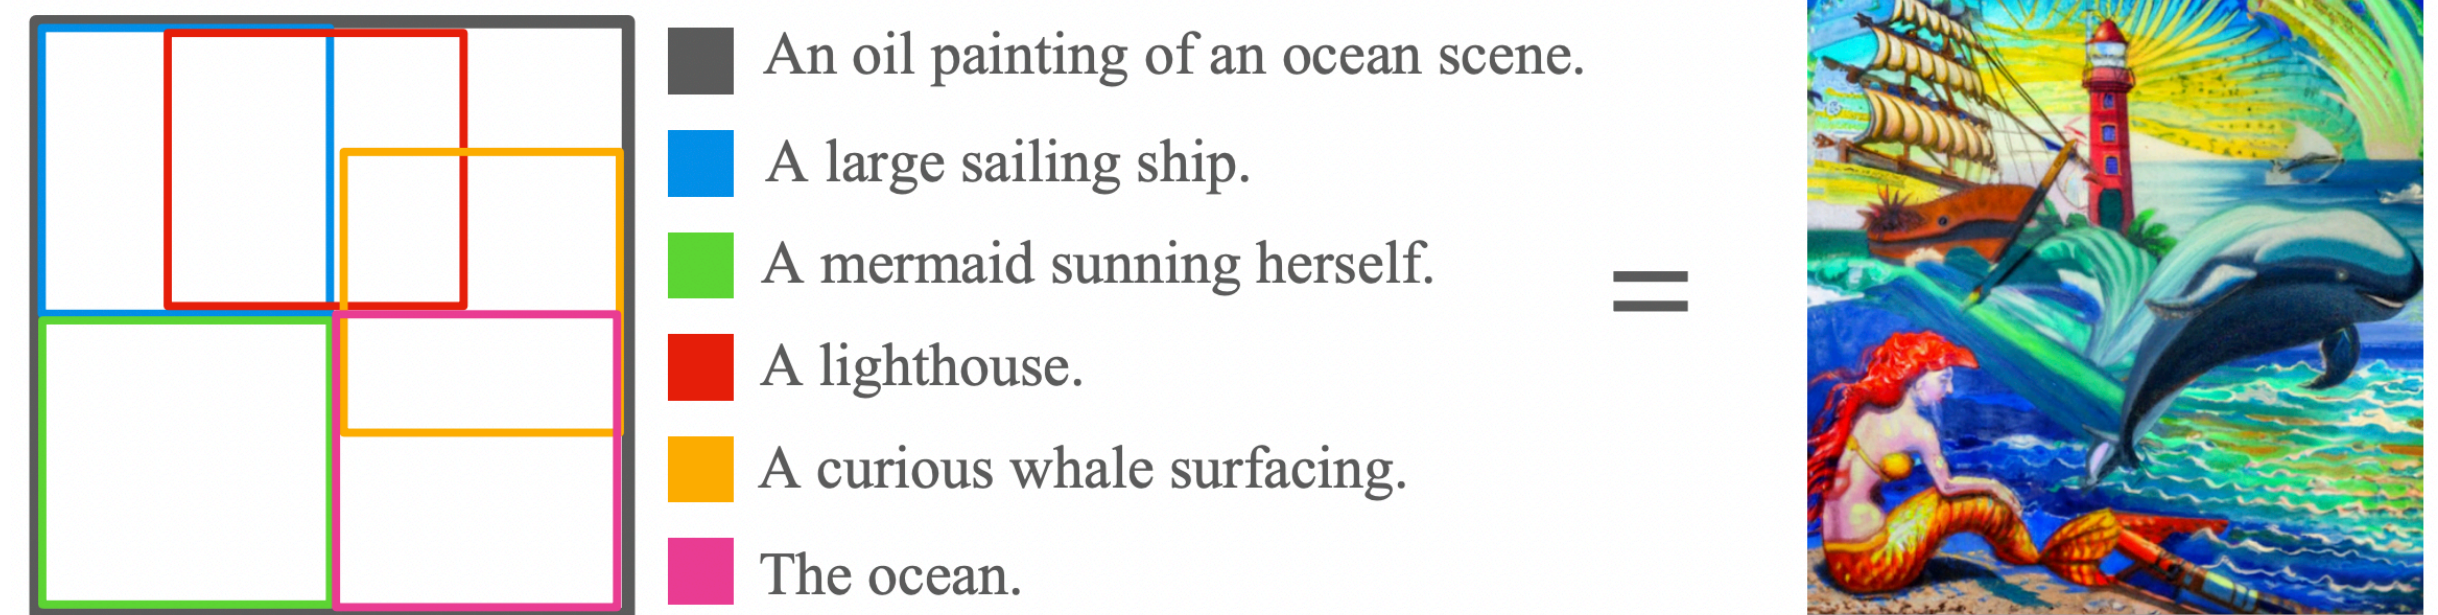 An oil painting of an ocean scene.
A large sailing ship.
A mermaid sunning herself.
=
A lighthouse.
A curious whale surfacing.
The ocean.